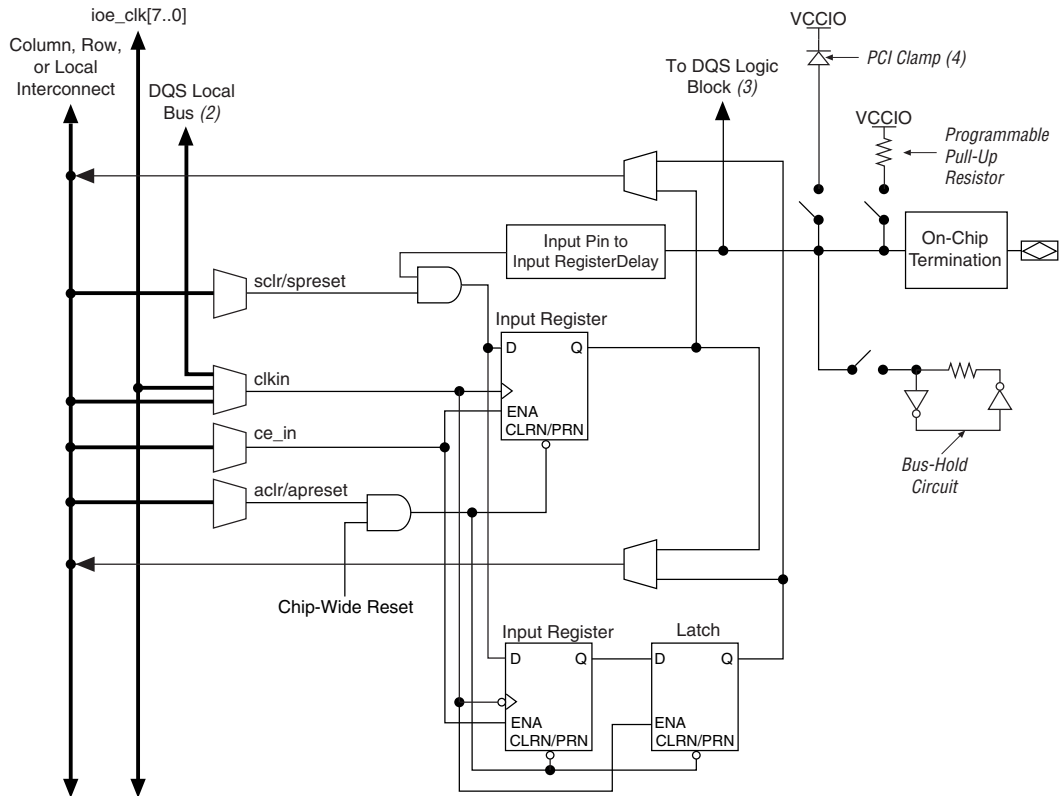 ioe_clk[7..0]
Column, Row,
or Local
Interconnect
DQS Local
Bus (2)
To DQS Logic
Block (3)
VCCIO
PCI Clamp (4)
VCCIO
Programmable
Pull-Up
Resistor
Input Pin to
Input RegisterDelay
On-Chip
Termination
sclr/spreset
Input Register
D
Q
clkin
ENA
CLRN/PRN
ce_in
Bus-Hold
Circuit
aclr/apreset
Chip-Wide Reset
Input Register
D
Q
ENA
CLRN/PRN
Latch
D
Q
ENA
CLRN/PRN